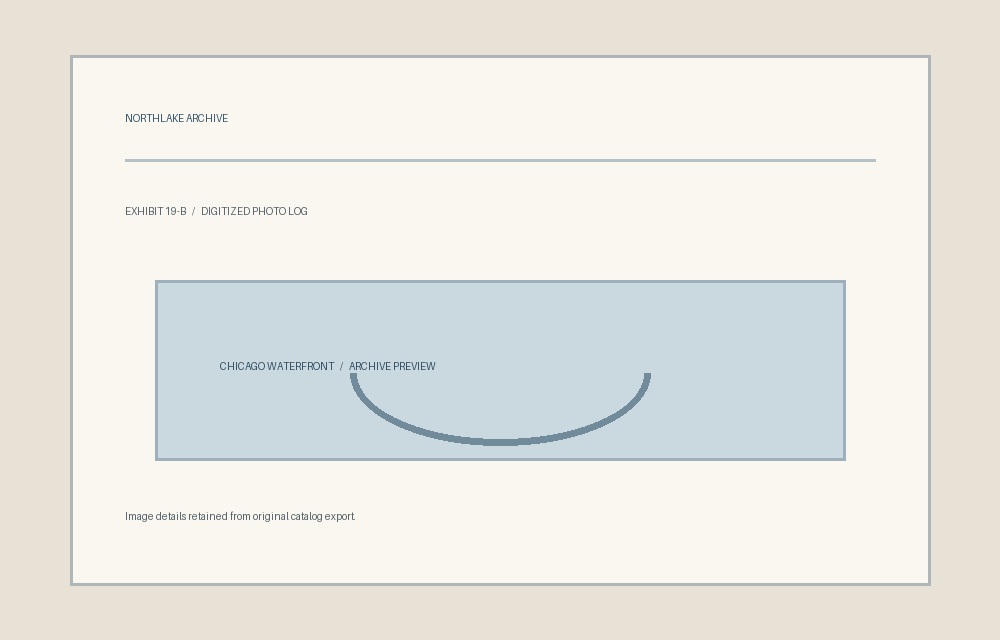 NORTHLAKE ARCHIVE
EXHIBIT 19-B / DIGITIZED PHOTO LOG
CHICAGO WATERFRONT / ARCHIVE PREVIEW
Image details retained from original catalog export.